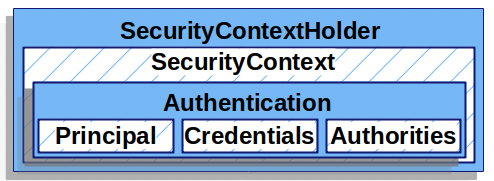 SecurityContextHolder
SecurityContext
Authentication
Principal Credentials Authorities